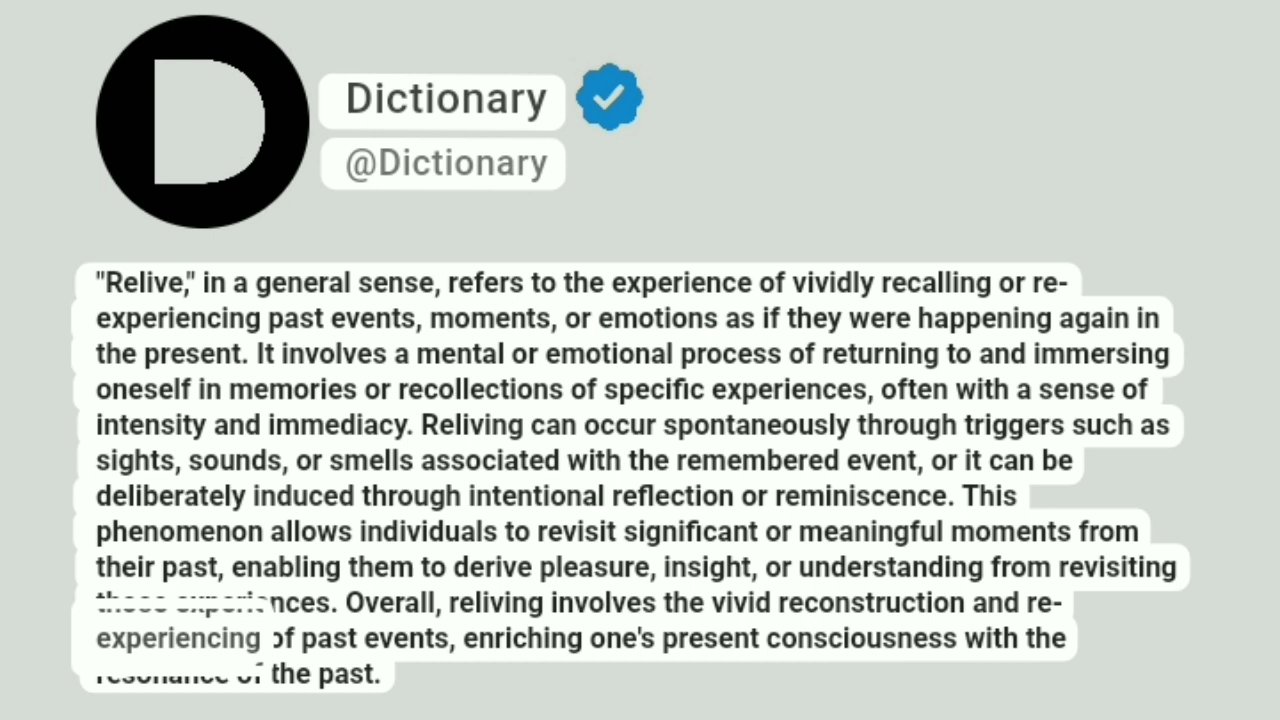 Dictionary
@Dictionary
"Relive," in a general sense, refers to the experience of vividly recalling or re-
experiencing past events, moments, or emotions as if they were happening again in
the present. It involves a mental or emotional process of returning to and immersing
oneself in memories or recollections of specific experiences, often with a sense of
intensity and immediacy. Reliving can occur spontaneously through triggers such as
sights, sounds, or smells associated with the remembered event, or it can be
deliberately induced through intentional reflection or reminiscence. This
phenomenon allows individuals to revisit significant or meaningful moments from
their past, enabling them to derive pleasure, insight, or understanding from revisiting
those experiences. Overall, reliving involves the vivid reconstruction and re-
experiencing of past events, enriching one's present consciousness with the
resonance of the past.